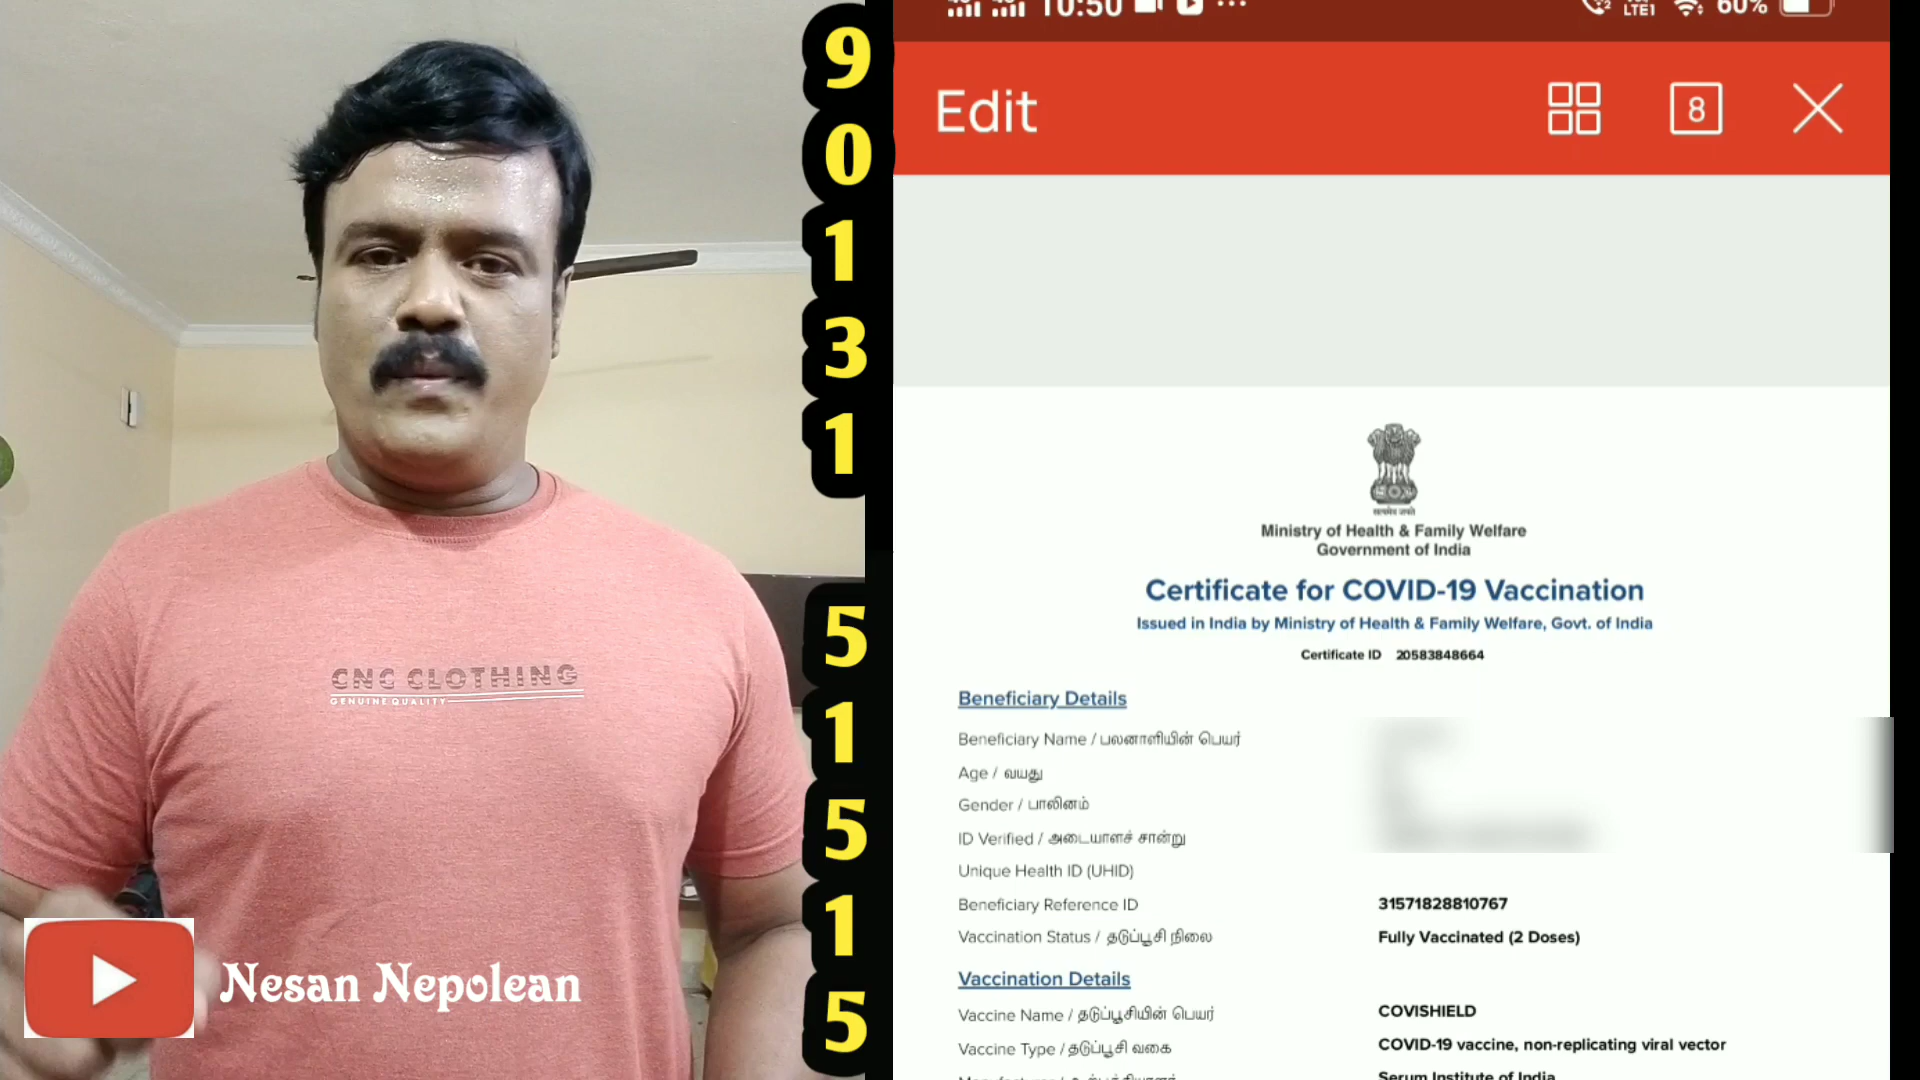 CNC CLOTHING
GENUINE QUALITY
Nesan Nepolean
9
0
1
3
1
5
1
5
1
5
10:50
LTE1
60%
Edit
8
Ministry of Health & Family Welfare
Government of India
Certificate for COVID-19 Vaccination
Issued in India by Ministry of Health & Family Welfare, Govt. of India
Certificate ID 20583848664
Beneficiary Details
Beneficiary Name / பலனாளியின் பெயர்
Age / வயது
Gender / பாலினம்
ID Verified / அடையாளச் சான்று
Unique Health ID (UHID)
Beneficiary Reference ID 31571828810767
Vaccination Status / தடுப்பூசி நிலை Fully Vaccinated (2 Doses)
Vaccination Details
Vaccine Name / தடுப்பூசியின் பெயர் COVISHIELD
Vaccine Type / தடுப்பூசி வகை COVID-19 vaccine, non-replicating viral vector
Serum Institute of India